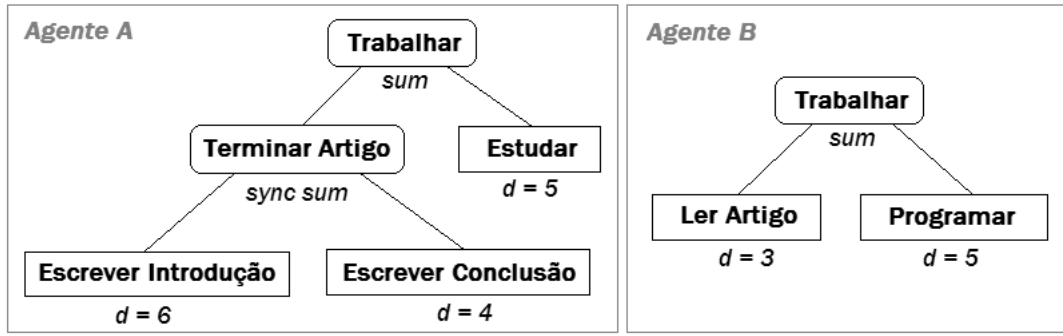 Agente A
Trabalhar
sum
Terminar Artigo
sync sum
Estudar
d = 5
Escrever Introdução
d = 6
Escrever Conclusão
d = 4
Agente B
Trabalhar
sum
Ler Artigo
d = 3
Programar
d = 5